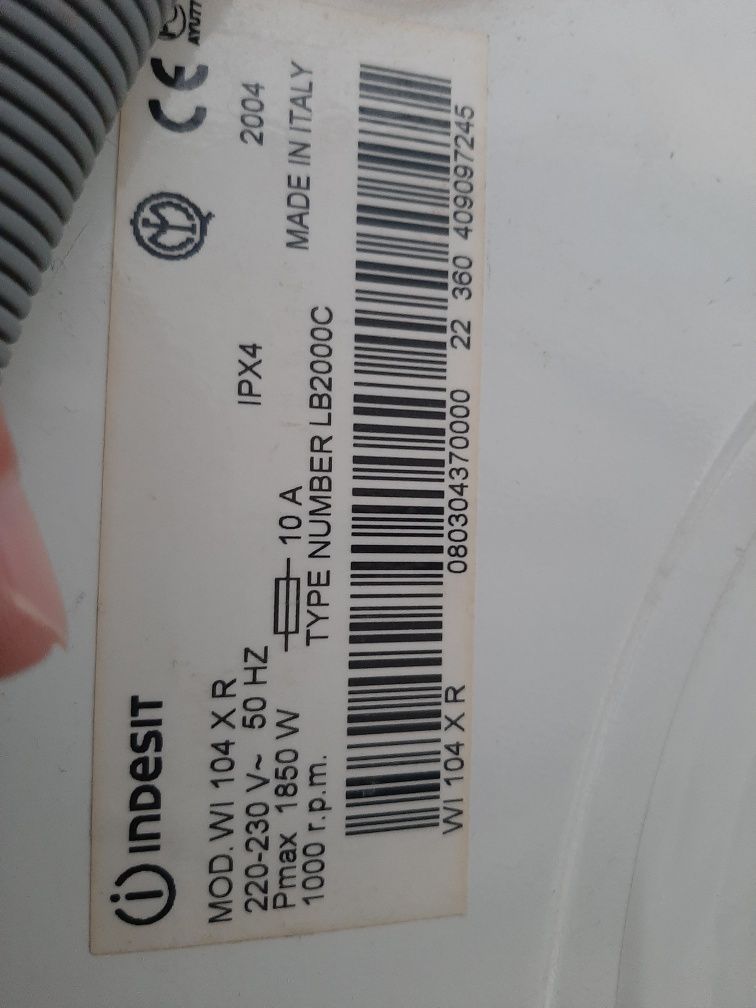 INDESIT
MOD. WI 104 X R
220-230 V~ 50 HZ
IPX4
2004
Pmax 1850 W
10 A
MADE IN ITALY
1000 r.p.m.
TYPE NUMBER LB2000C
WI 104 X R 080304370000 22 360 409097245
CE